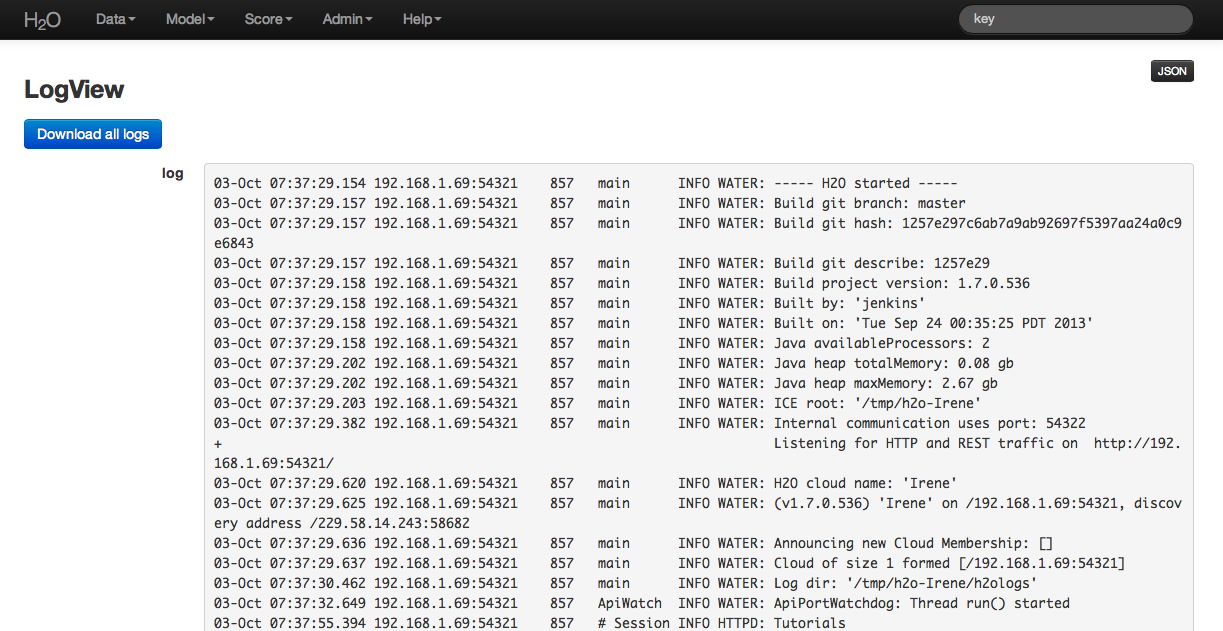 H2O Data Model Score Admin Help key
JSON
LogView
Download all logs
log
03-Oct 07:37:29.154 192.168.1.69:54321    857   main      INFO WATER: ----- H2O started -----
03-Oct 07:37:29.157 192.168.1.69:54321    857   main      INFO WATER: Build git branch: master
03-Oct 07:37:29.157 192.168.1.69:54321    857   main      INFO WATER: Build git hash: 1257e297c6ab7a9ab92697f5397aa24a0c9
e6843
03-Oct 07:37:29.157 192.168.1.69:54321    857   main      INFO WATER: Build git describe: 1257e29
03-Oct 07:37:29.158 192.168.1.69:54321    857   main      INFO WATER: Build project version: 1.7.0.536
03-Oct 07:37:29.158 192.168.1.69:54321    857   main      INFO WATER: Built by: 'jenkins'
03-Oct 07:37:29.158 192.168.1.69:54321    857   main      INFO WATER: Built on: 'Tue Sep 24 00:35:25 PDT 2013'
03-Oct 07:37:29.158 192.168.1.69:54321    857   main      INFO WATER: Java availableProcessors: 2
03-Oct 07:37:29.202 192.168.1.69:54321    857   main      INFO WATER: Java heap totalMemory: 0.08 gb
03-Oct 07:37:29.202 192.168.1.69:54321    857   main      INFO WATER: Java heap maxMemory: 2.67 gb
03-Oct 07:37:29.203 192.168.1.69:54321    857   main      INFO WATER: ICE root: '/tmp/h2o-Irene'
03-Oct 07:37:29.382 192.168.1.69:54321    857   main      INFO WATER: Internal communication uses port: 54322
+                                                                     Listening for HTTP and REST traffic on  http://192.
168.1.69:54321/
03-Oct 07:37:29.620 192.168.1.69:54321    857   main      INFO WATER: H2O cloud name: 'Irene'
03-Oct 07:37:29.625 192.168.1.69:54321    857   main      INFO WATER: (v1.7.0.536) 'Irene' on /192.168.1.69:54321, discov
ery address /229.58.14.243:58682
03-Oct 07:37:29.636 192.168.1.69:54321    857   main      INFO WATER: Announcing new Cloud Membership: []
03-Oct 07:37:29.637 192.168.1.69:54321    857   main      INFO WATER: Cloud of size 1 formed [/192.168.1.69:54321]
03-Oct 07:37:30.462 192.168.1.69:54321    857   main      INFO WATER: Log dir: '/tmp/h2o-Irene/h2ologs'
03-Oct 07:37:32.649 192.168.1.69:54321    857   ApiWatch  INFO WATER: ApiPortWatchdog: Thread run() started
03-Oct 07:37:55.394 192.168.1.69:54321    857   # Session INFO HTTPD: Tutorials